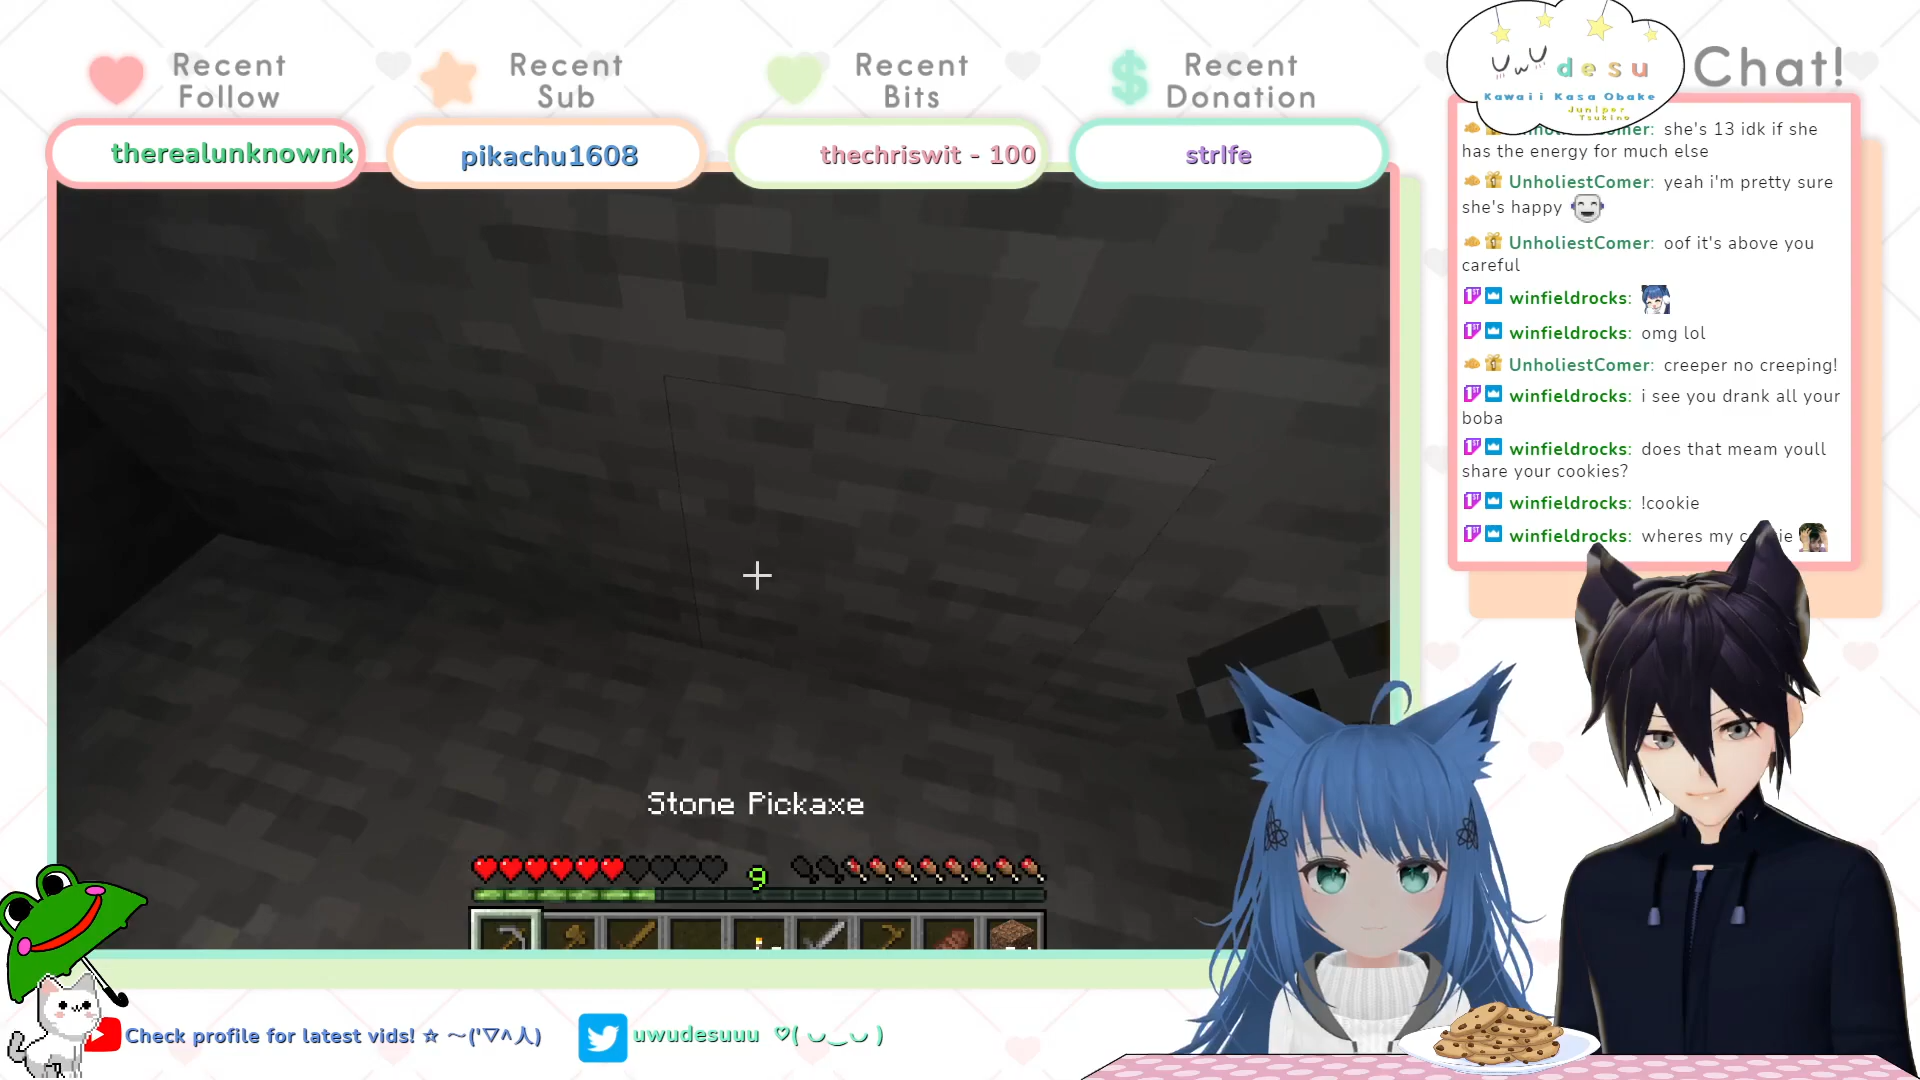 Recent
Follow
Recent
Sub
Recent
Bits
Recent
Donation
UwU desu
Kawaii Kasa Obake
Juniper
Tsukino
Chat!
therealunknownk
pikachu1608
thechriswit - 100
strlfe
she's 13 idk if she
has the energy for much else
UnholiestComer: yeah i'm pretty sure
she's happy
UnholiestComer: oof it's above you
careful
winfieldrocks:
winfieldrocks: omg lol
UnholiestComer: creeper no creeping!
winfieldrocks: i see you drank all your
boba
winfieldrocks: does that meam youll
share your cookies?
winfieldrocks: !cookie
winfieldrocks: wheres my
Stone Pickaxe
9
Check profile for latest vids! ☆ ～('▽^人)
uwudesuuu ♡( ◡‿◡ )